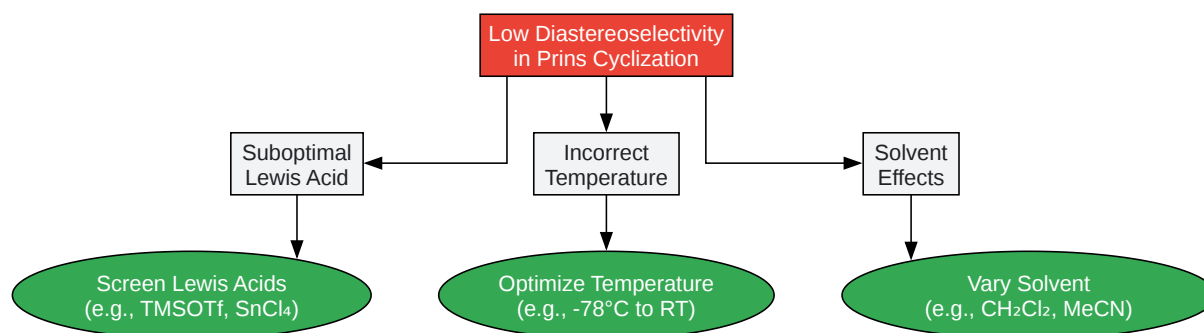 Low Diastereoselectivity
in Prins Cyclization
Suboptimal
Lewis Acid
Incorrect
Temperature
Solvent
Effects
Screen Lewis Acids
(e.g., TMSOTf, SnCl₄)
Optimize Temperature
(e.g., -78°C to RT)
Vary Solvent
(e.g., CH₂Cl₂, MeCN)